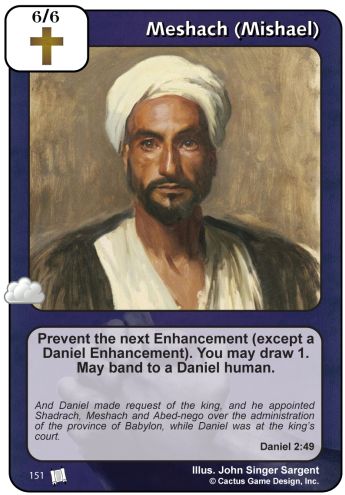 6/6
Meshach (Mishael)
Prevent the next Enhancement (except a
Daniel Enhancement). You may draw 1.
May band to a Daniel human.
And Daniel made request of the king, and he appointed
Shadrach, Meshach and Abed-nego over the administration
of the province of Babylon, while Daniel was at the king's
court.
Daniel 2:49
151
Illus. John Singer Sargent
© Cactus Game Design, Inc.